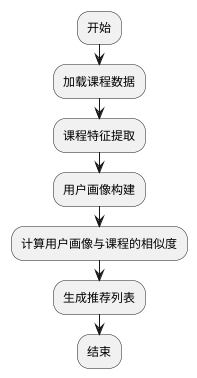 开始
加载课程数据
课程特征提取
用户画像构建
计算用户画像与课程的相似度
生成推荐列表
结束